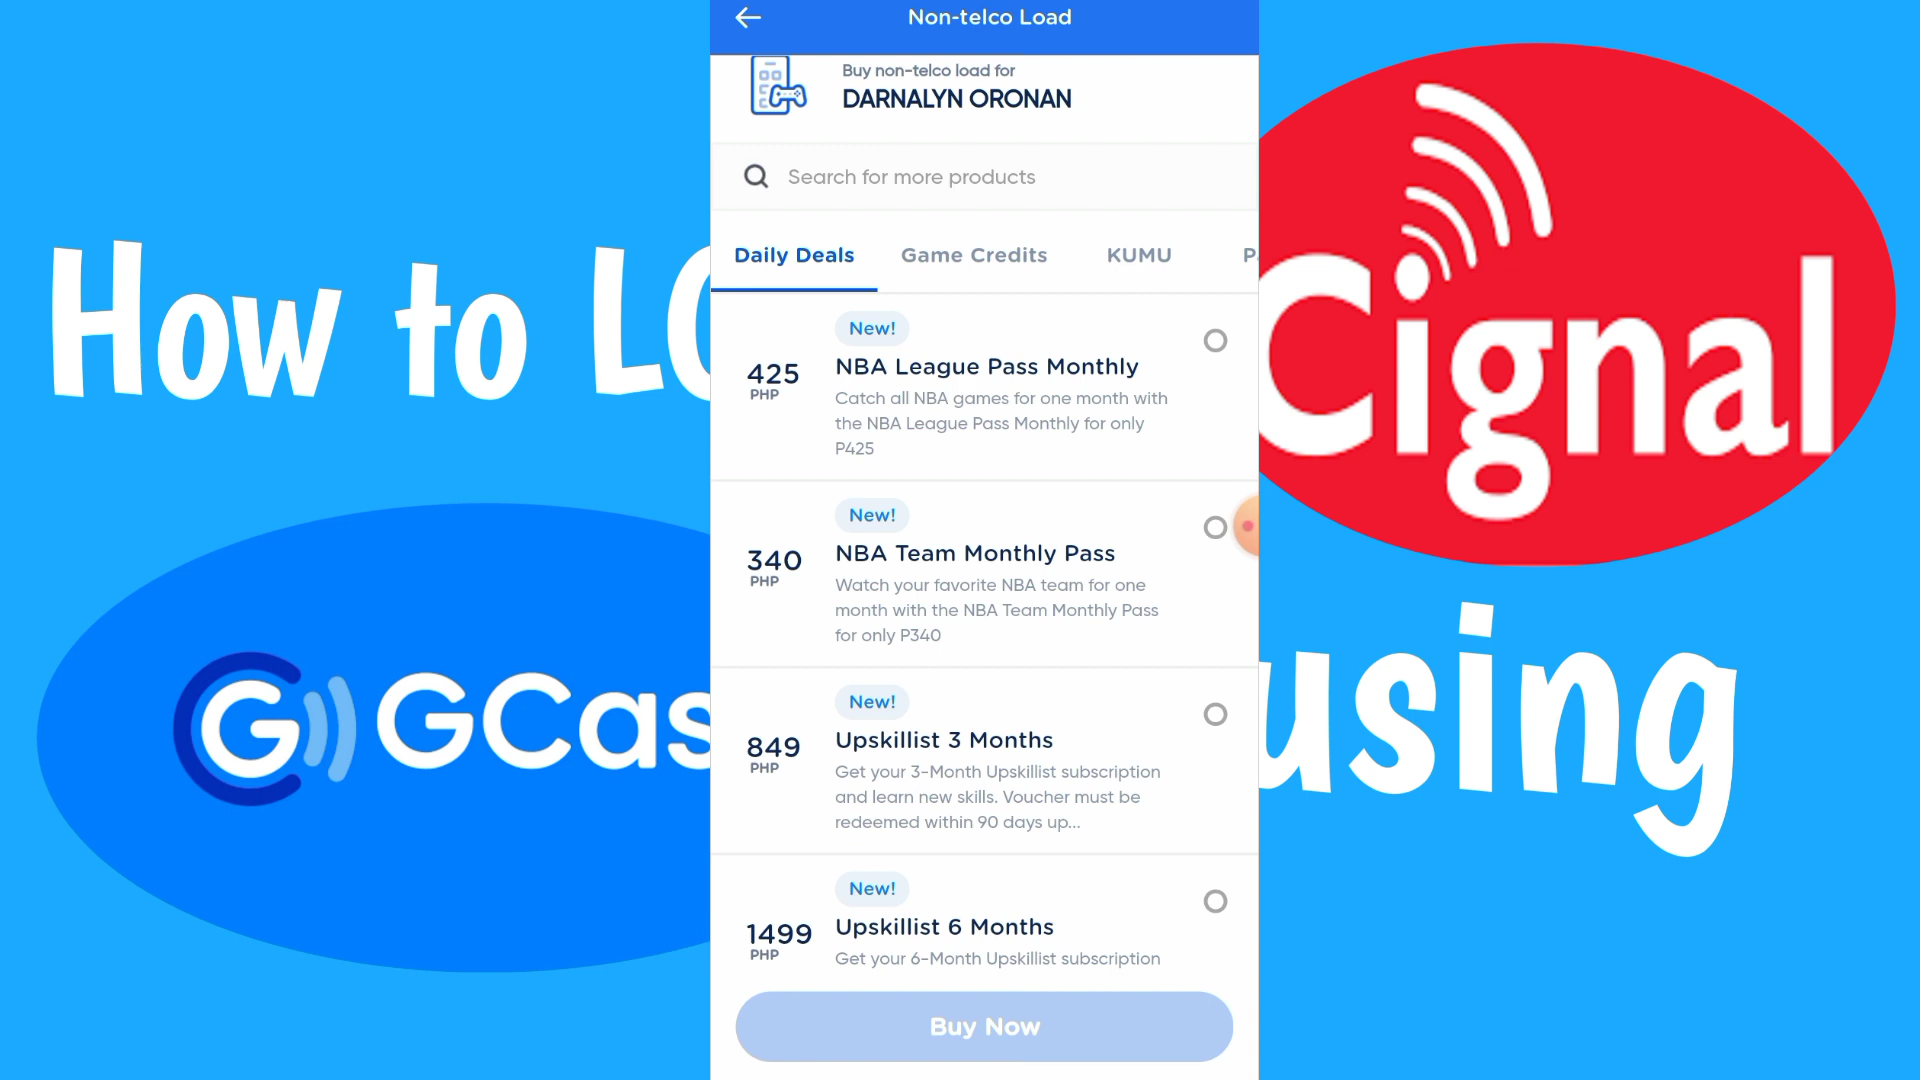 Non-telco Load
Buy non-telco load for
DARNALYN ORONAN
Search for more products
Daily Deals Game Credits KUMU P
New!
425
PHP
NBA League Pass Monthly
Catch all NBA games for one month with
the NBA League Pass Monthly for only
P425
New!
340
PHP
NBA Team Monthly Pass
Watch your favorite NBA team for one
month with the NBA Team Monthly Pass
for only P340
New!
849
PHP
Upskillist 3 Months
Get your 3-Month Upskillist subscription
and learn new skills. Voucher must be
redeemed within 90 days up...
New!
1499
PHP
Upskillist 6 Months
Get your 6-Month Upskillist subscription
Buy Now
How to LO
Cignal
G GCas
using